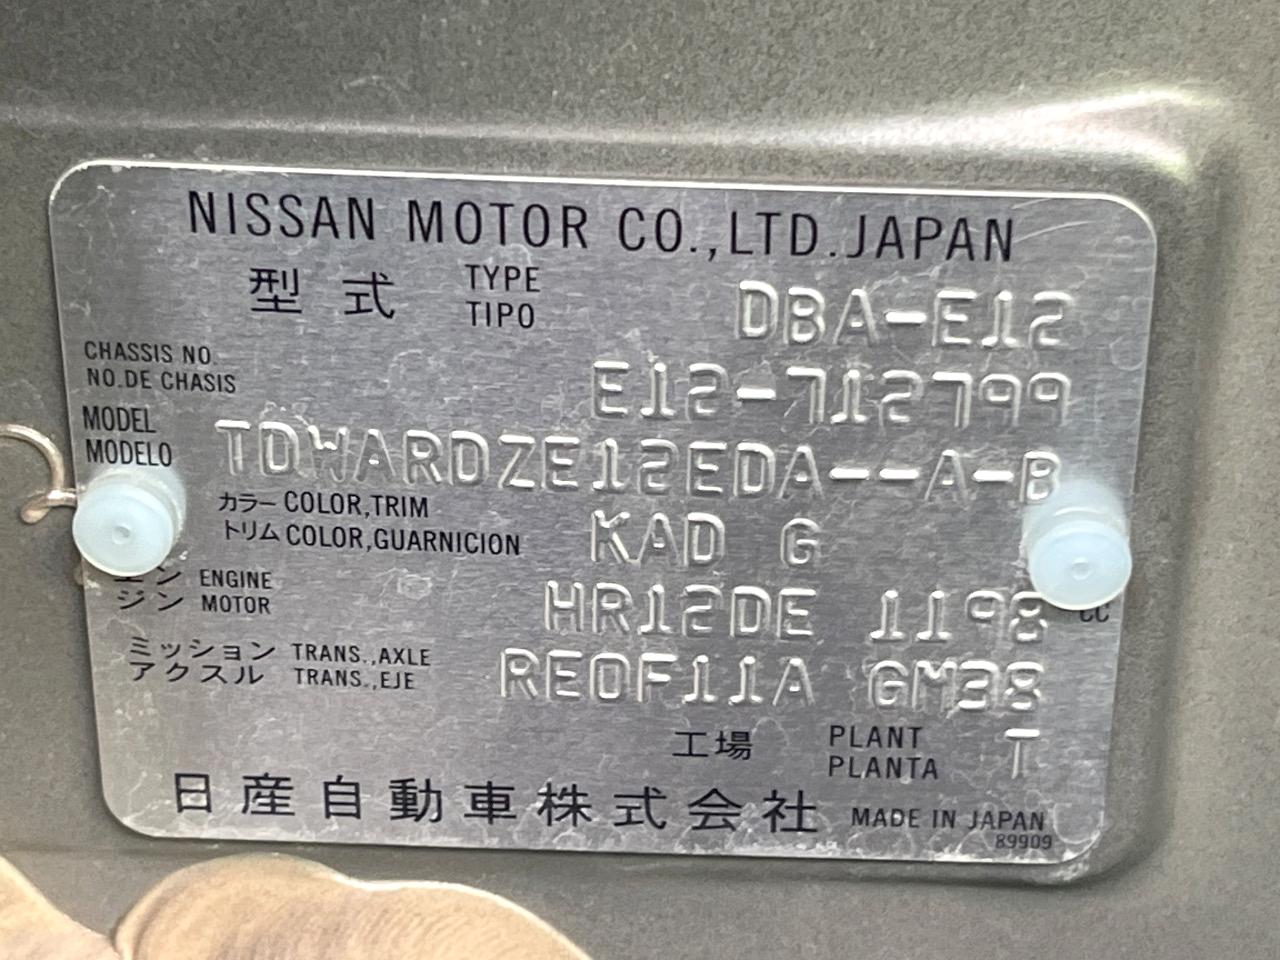 NISSAN MOTOR CO.,LTD.JAPAN
型式 TYPE DBA-E12
TIPO
CHASSIS NO. E12-712799
NO.DE CHASIS
MODEL TDWARDZE12EDA--A-B
MODELO
カラー COLOR,TRIM KAD G
トリム COLOR,GUARNICION
エン ENGINE HR12DE 1198 CC
ジン MOTOR
ミッション TRANS.,AXLE RE0F11A GM38
アクスル TRANS.,EJE
工場 PLANT T
PLANTA
日産自動車株式会社 MADE IN JAPAN
89909